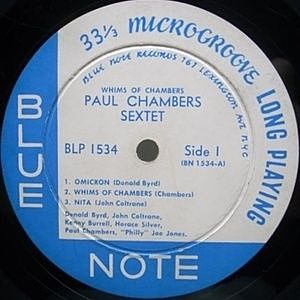 33 1/3 MICROGROOVE LONG PLAYING
BLUE NOTE RECORDS 767 LEXINGTON AVE N.Y.C.
WHIMS OF CHAMBERS
PAUL CHAMBERS
SEXTET
BLP 1534
Side 1
(BN 1534-A)
1. OMICRON (Donald Byrd)
2. WHIMS OF CHAMBERS (Chambers)
3. NITA (John Coltrane)
Donald Byrd, John Coltrane,
Kenny Burrell, Horace Silver,
Paul Chambers, "Philly" Joe Jones.
BLUE
NOTE